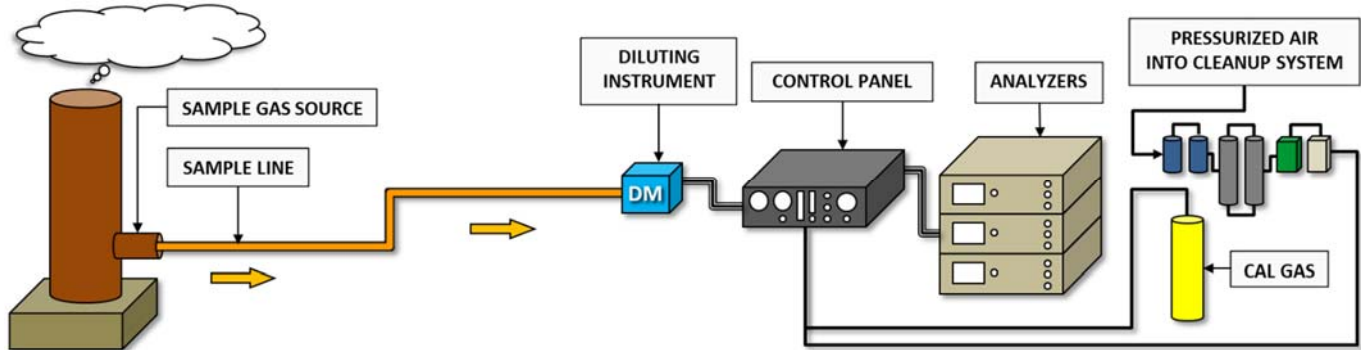 SAMPLE GAS SOURCE
SAMPLE LINE
DILUTING
INSTRUMENT
DM
CONTROL PANEL
ANALYZERS
PRESSURIZED AIR
INTO CLEANUP SYSTEM
CAL GAS